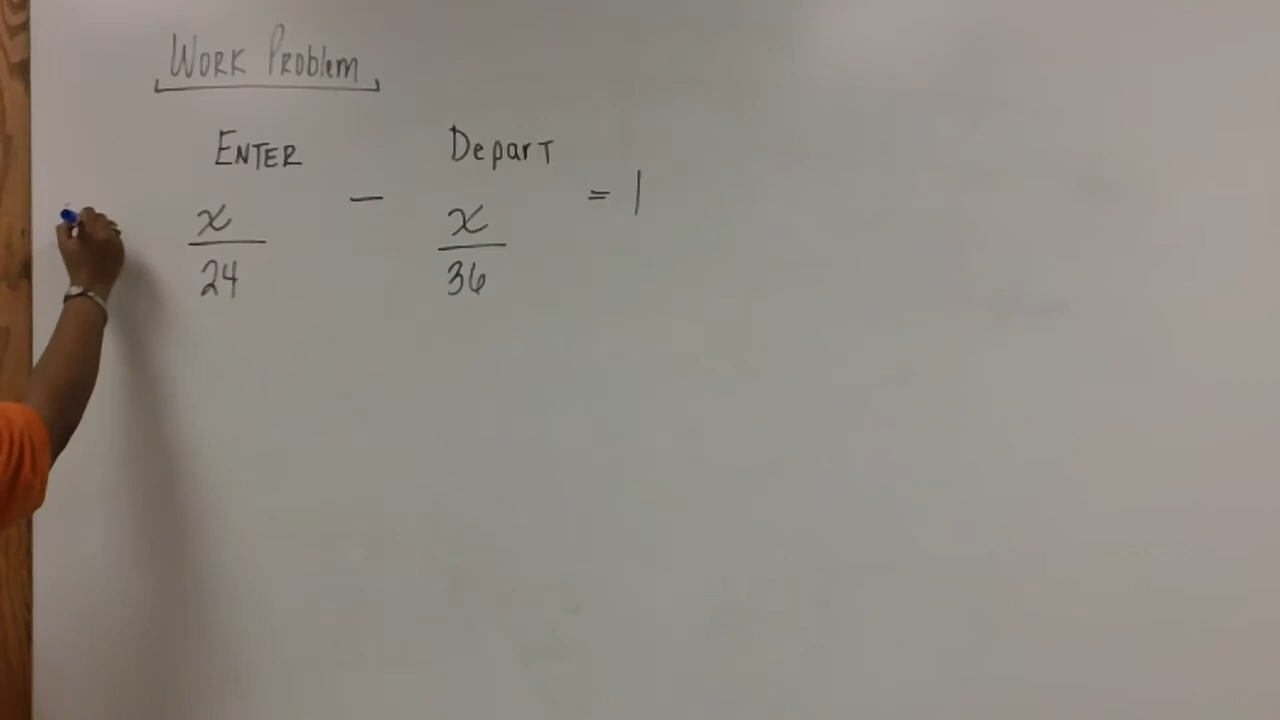 Work Problem
Enter Depart
x/24 - x/36 = 1